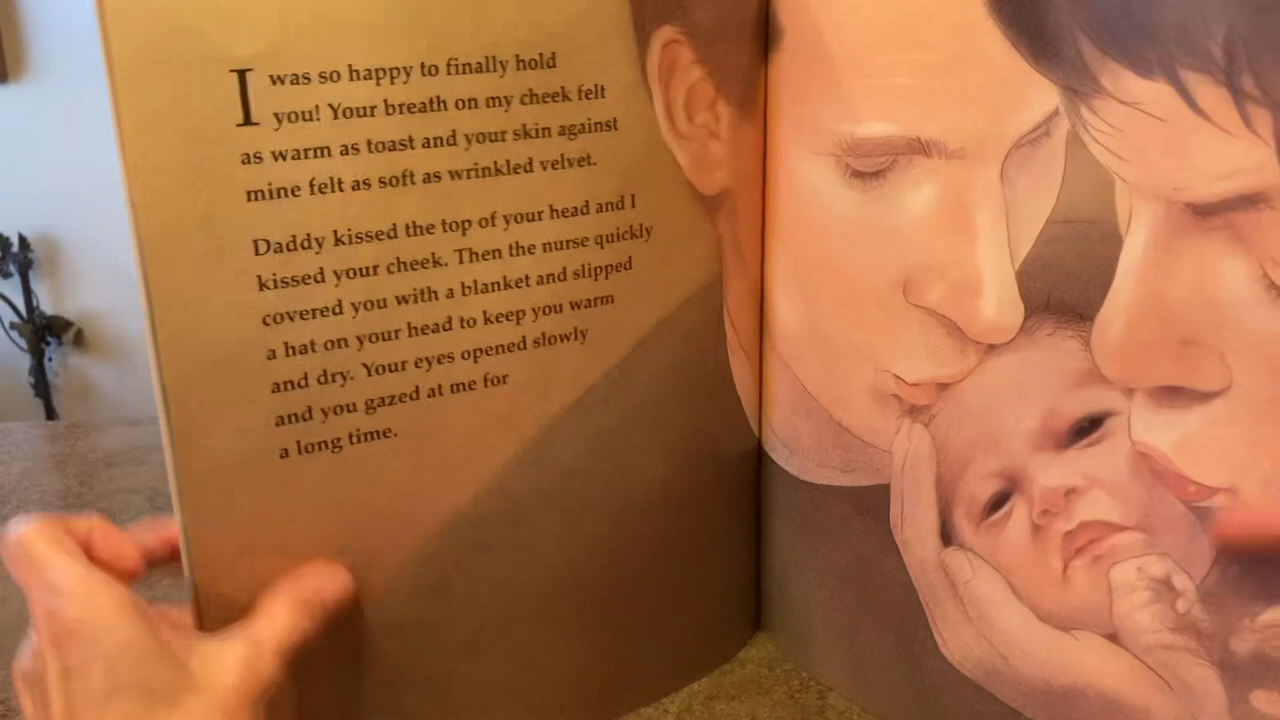 I was so happy to finally hold
you! Your breath on my cheek felt
as warm as toast and your skin against
mine felt as soft as wrinkled velvet.
Daddy kissed the top of your head and I
kissed your cheek. Then the nurse quickly
covered you with a blanket and slipped
a hat on your head to keep you warm
and dry. Your eyes opened slowly
and you gazed at me for
a long time.